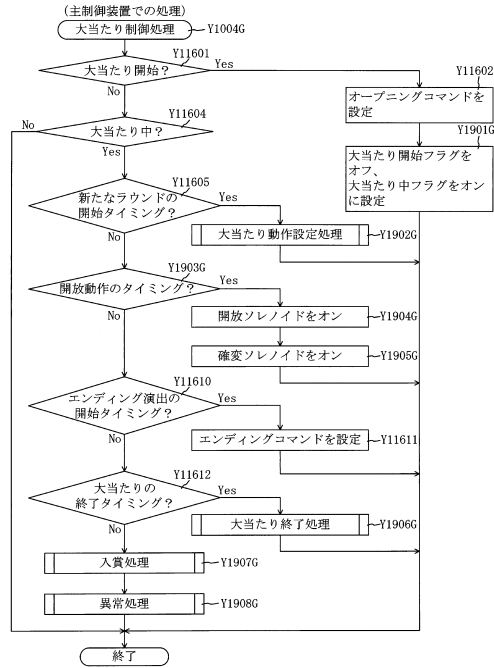 (主制御装置での処理)
大当たり制御処理
Y1004G
Y11601
大当たり開始？
Yes
No
Y11602
オープニングコマンドを
設定
Y11604
No
大当たり中？
Yes
Y1901G
大当たり開始フラグを
オフ、
大当たり中フラグをオン
に設定
Y11605
新たなラウンドの
開始タイミング？
Yes
No
大当たり動作設定処理
Y1902G
Y1903G
開放動作のタイミング？
Yes
No
開放ソレノイドをオン
Y1904G
確変ソレノイドをオン
Y1905G
Y11610
エンディング演出の
開始タイミング？
Yes
No
エンディングコマンドを設定
Y11611
Y11612
大当たりの
終了タイミング？
Yes
No
大当たり終了処理
Y1906G
入賞処理
Y1907G
異常処理
Y1908G
終了